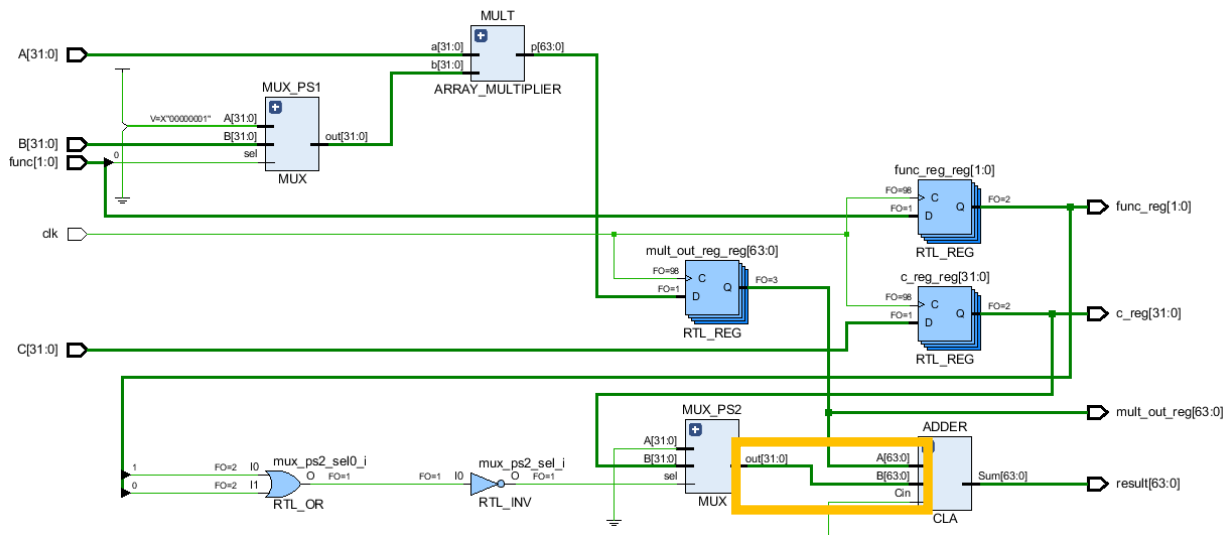 MULT
A[31:0]
a[31:0]
p[63:0]
b[31:0]
ARRAY_MULTIPLIER
MUX_PS1
V=X"00000001"
A[31:0]
B[31:0]
B[31:0]
out[31:0]
func[1:0]
0
sel
MUX
func_reg_reg[1:0]
FO=98
C
Q
FO=2
func_reg[1:0]
FO=1
D
RTL_REG
clk
mult_out_reg_reg[63:0]
FO=98
C
Q
FO=3
FO=1
D
RTL_REG
c_reg_reg[31:0]
FO=98
C
Q
FO=2
c_reg[31:0]
FO=1
D
RTL_REG
C[31:0]
MUX_PS2
mult_out_reg[63:0]
ADDER
A[31:0]
B[31:0]
out[31:0]
sel
MUX
A[63:0]
B[63:0]
Cin
Sum[63:0]
result[63:0]
CLA
mux_ps2_sel0_i
1
FO=2
I0
O
FO=1
0
FO=2
I1
RTL_OR
mux_ps2_sel_i
FO=1
I0
O
FO=1
RTL_INV